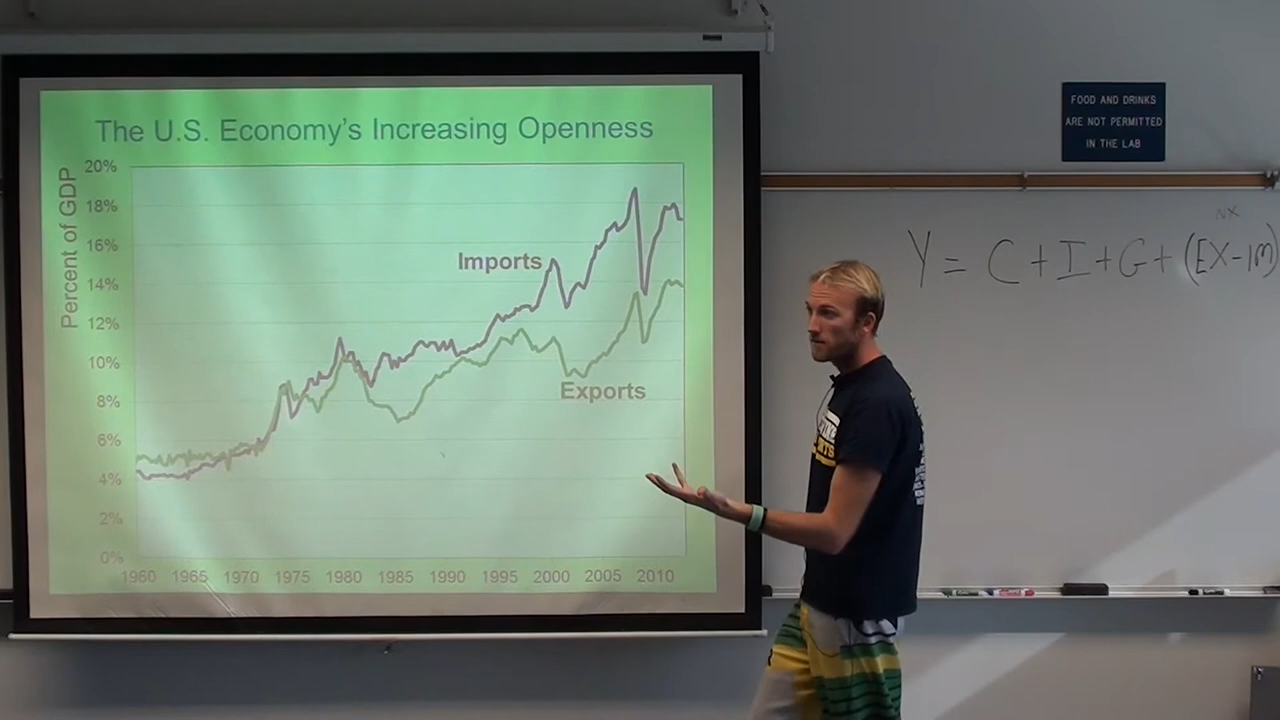 The U.S. Economy's Increasing Openness
Percent of GDP
20%
18%
16%
14%
12%
10%
8%
6%
4%
2%
0%
Imports
Exports
1960 1965 1970 1975 1980 1985 1990 1995 2000 2005 2010
FOOD AND DRINKS
ARE NOT PERMITTED
IN THE LAB
NX
Y = C + I + G + (EX - IM)